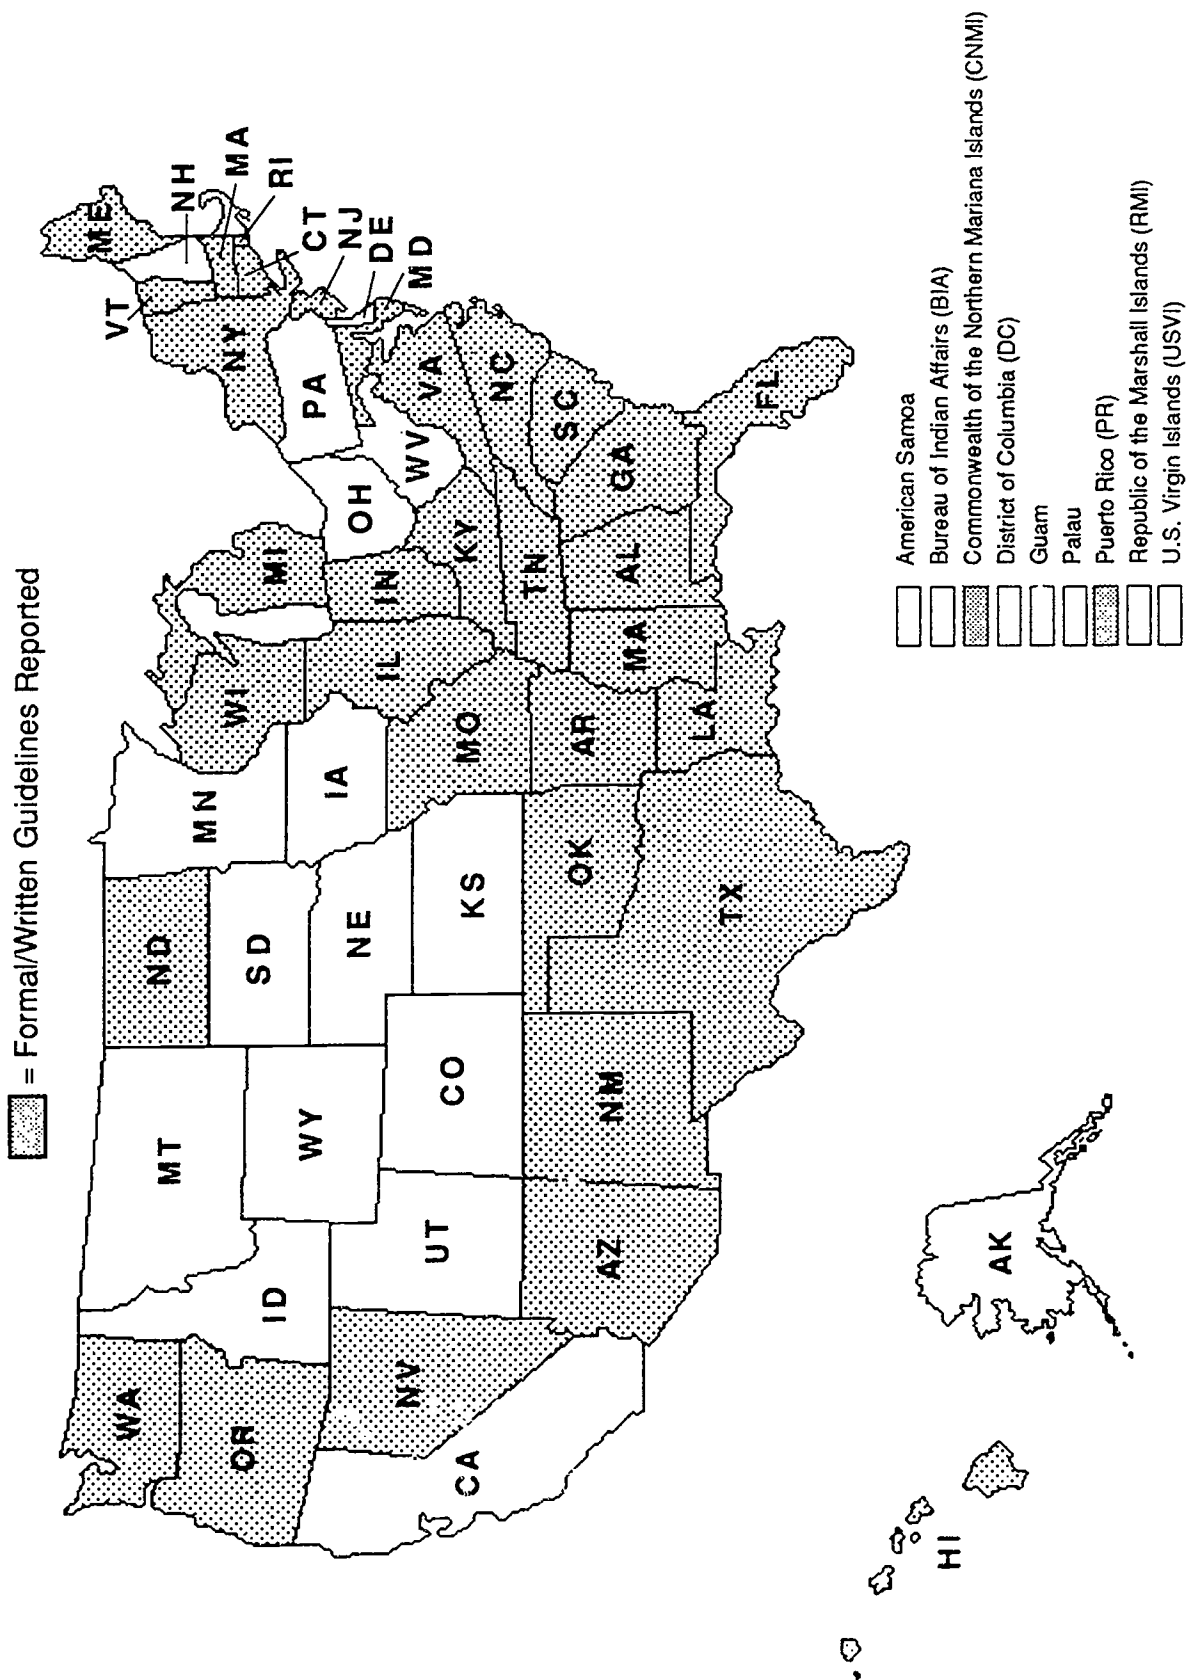 = Formal/Written Guidelines Reported
WA
OR
CA
NV
ID
MT
WY
UT
CO
AZ
NM
ND
SD
NE
KS
OK
TX
MN
IA
MO
AR
LA
WI
IL
MI
IN
OH
KY
TN
MA
AL
GA
FL
SC
NC
VA
WV
PA
NY
VT
ME
NH
MA
RI
CT
NJ
DE
MD
AK
HI
American Samoa
Bureau of Indian Affairs (BIA)
Commonwealth of the Northern Mariana Islands (CNMI)
District of Columbia (DC)
Guam
Palau
Puerto Rico (PR)
Republic of the Marshall Islands (RMI)
U.S. Virgin Islands (USVI)